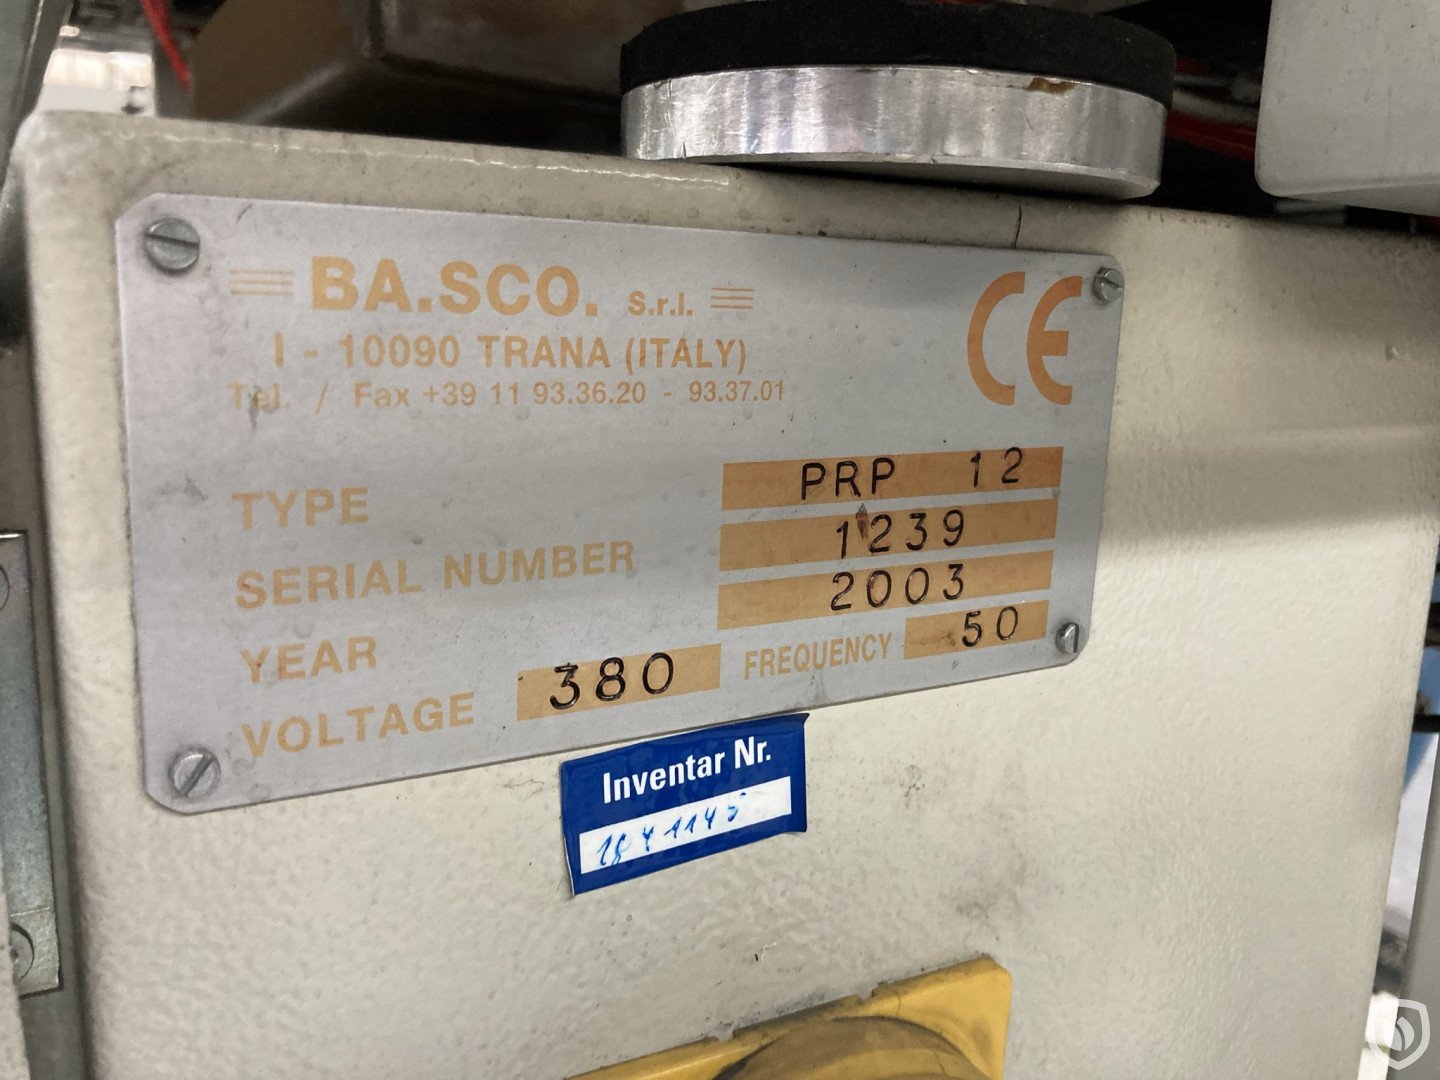 BA.SCO. S.r.l.
I - 10090 TRANA (ITALY)
Tel. / Fax +39 11 93.36.20 - 93.37.01
CE
TYPE PRP 12
SERIAL NUMBER 1239
YEAR 2003
VOLTAGE 380 FREQUENCY 50
Inventar Nr.